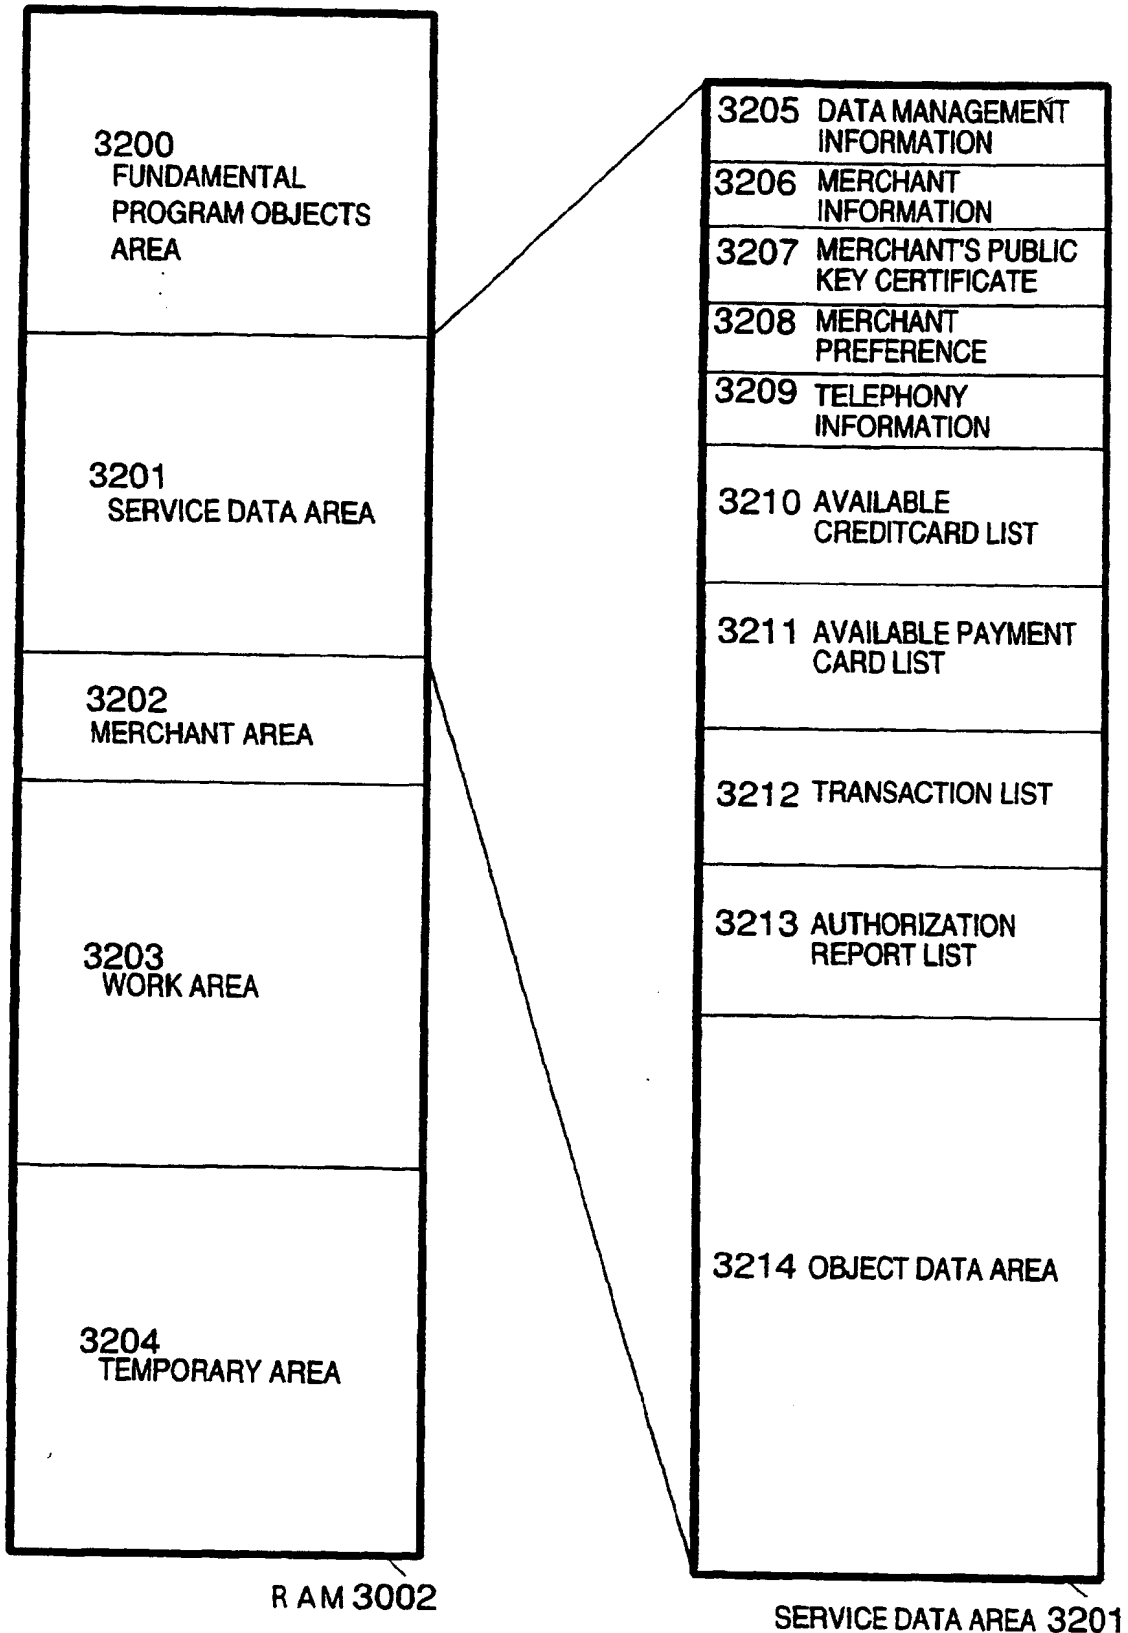 3200
FUNDAMENTAL
PROGRAM OBJECTS
AREA
3201
SERVICE DATA AREA
3202
MERCHANT AREA
3203
WORK AREA
3204
TEMPORARY AREA
RAM 3002
3205 DATA MANAGEMENT
INFORMATION
3206 MERCHANT
INFORMATION
3207 MERCHANT'S PUBLIC
KEY CERTIFICATE
3208 MERCHANT
PREFERENCE
3209 TELEPHONY
INFORMATION
3210 AVAILABLE
CREDITCARD LIST
3211 AVAILABLE PAYMENT
CARD LIST
3212 TRANSACTION LIST
3213 AUTHORIZATION
REPORT LIST
3214 OBJECT DATA AREA
SERVICE DATA AREA 3201